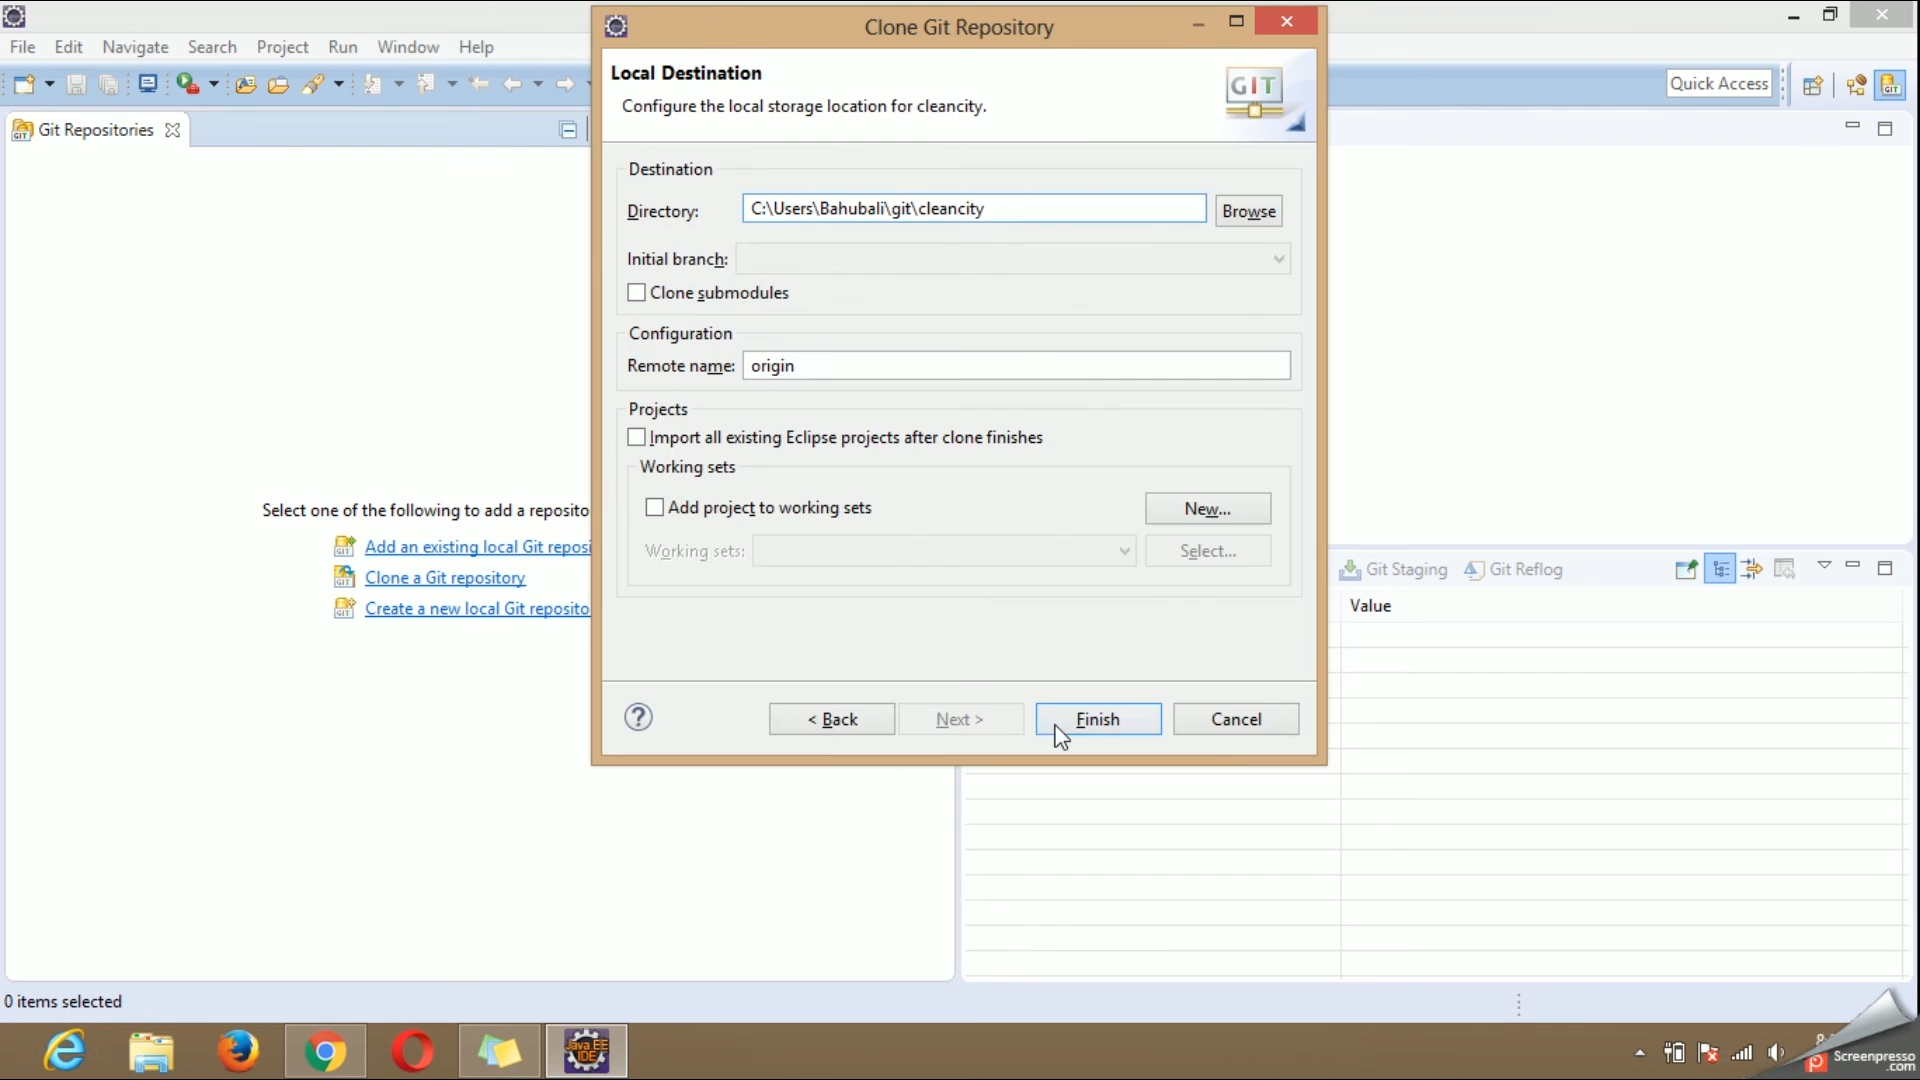 Clone Git Repository
File Edit Navigate Search Project Run Window Help
Quick Access
Git Repositories
Local Destination
Configure the local storage location for cleancity.
GIT
Destination
Directory: C:\Users\Bahubali\git\cleancity Browse
Initial branch:
Clone submodules
Configuration
Remote name: origin
Projects
Import all existing Eclipse projects after clone finishes
Working sets
Add project to working sets New...
Working sets: Select...
< Back Next > Finish Cancel
Select one of the following to add a reposito
Add an existing local Git reposi
Clone a Git repository
Create a new local Git reposito
Git Staging Git Reflog
Value
0 items selected
Java EE
IDE
Screenpresso
.com